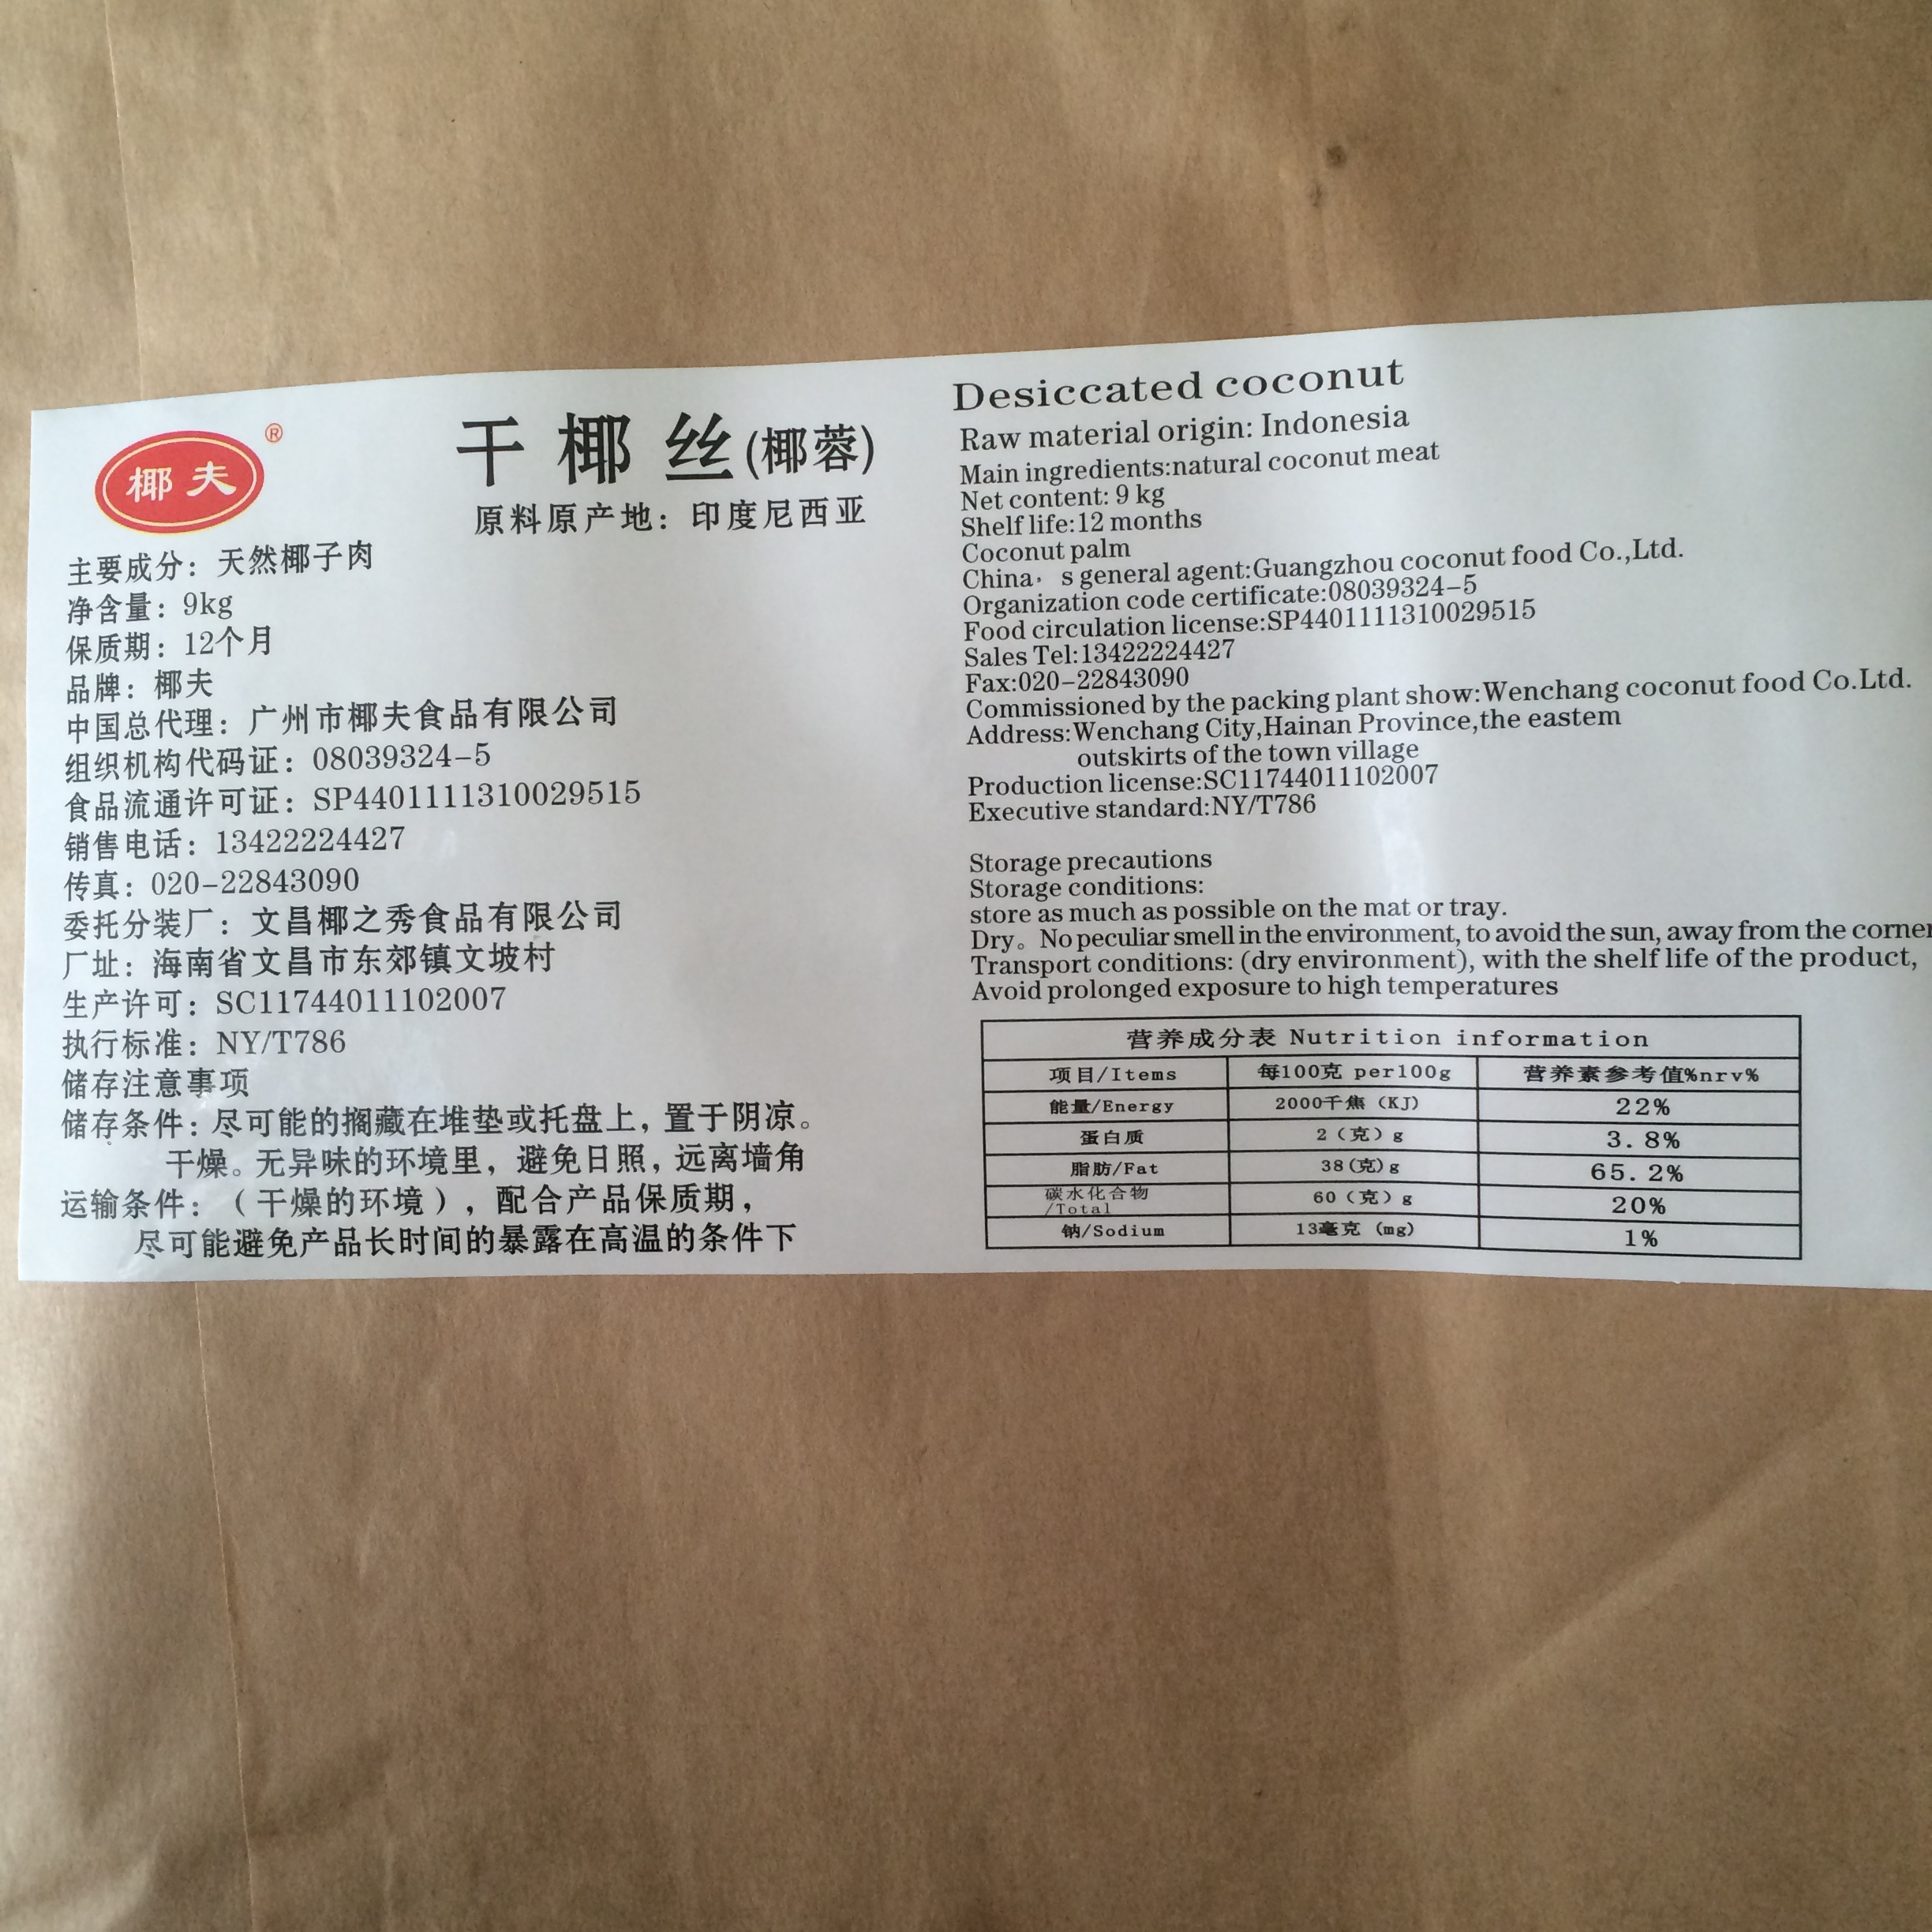 椰夫®
干椰丝(椰蓉)
原料原产地：印度尼西亚
主要成分：天然椰子肉
净含量：9kg
保质期：12个月
品牌：椰夫
中国总代理：广州市椰夫食品有限公司
组织机构代码证：08039324-5
食品流通许可证：SP4401111310029515
销售电话：13422224427
传真：020-22843090
委托分装厂：文昌椰之秀食品有限公司
厂址：海南省文昌市东郊镇文坡村
生产许可：SC11744011102007
执行标准：NY/T786
储存注意事项
储存条件：尽可能的搁藏在堆垫或托盘上，置于阴凉。
干燥。无异味的环境里，避免日照，远离墙角
运输条件：（干燥的环境），配合产品保质期，
尽可能避免产品长时间的暴露在高温的条件下
Desiccated coconut
Raw material origin: Indonesia
Main ingredients:natural coconut meat
Net content: 9 kg
Shelf life:12 months
Coconut palm
China， s general agent:Guangzhou coconut food Co.,Ltd.
Organization code certificate:08039324-5
Food circulation license:SP4401111310029515
Sales Tel:13422224427
Fax:020-22843090
Commissioned by the packing plant show:Wenchang coconut food Co.Ltd.
Address:Wenchang City,Hainan Province,the eastem
outskirts of the town village
Production license:SC11744011102007
Executive standard:NY/T786
Storage precautions
Storage conditions:
store as much as possible on the mat or tray.
Dry。No peculiar smell in the environment, to avoid the sun, away from the corner
Transport conditions: (dry environment), with the shelf life of the product,
Avoid prolonged exposure to high temperatures
营养成分表 Nutrition information
项目/Items 每100克 per100g 营养素参考值%nrv%
能量/Energy 2000千焦（KJ） 22%
蛋白质 2（克）g 3.8%
脂肪/Fat 38(克)g 65.2%
碳水化合物
/Total 60（克）g 20%
钠/Sodium 13毫克（mg） 1%